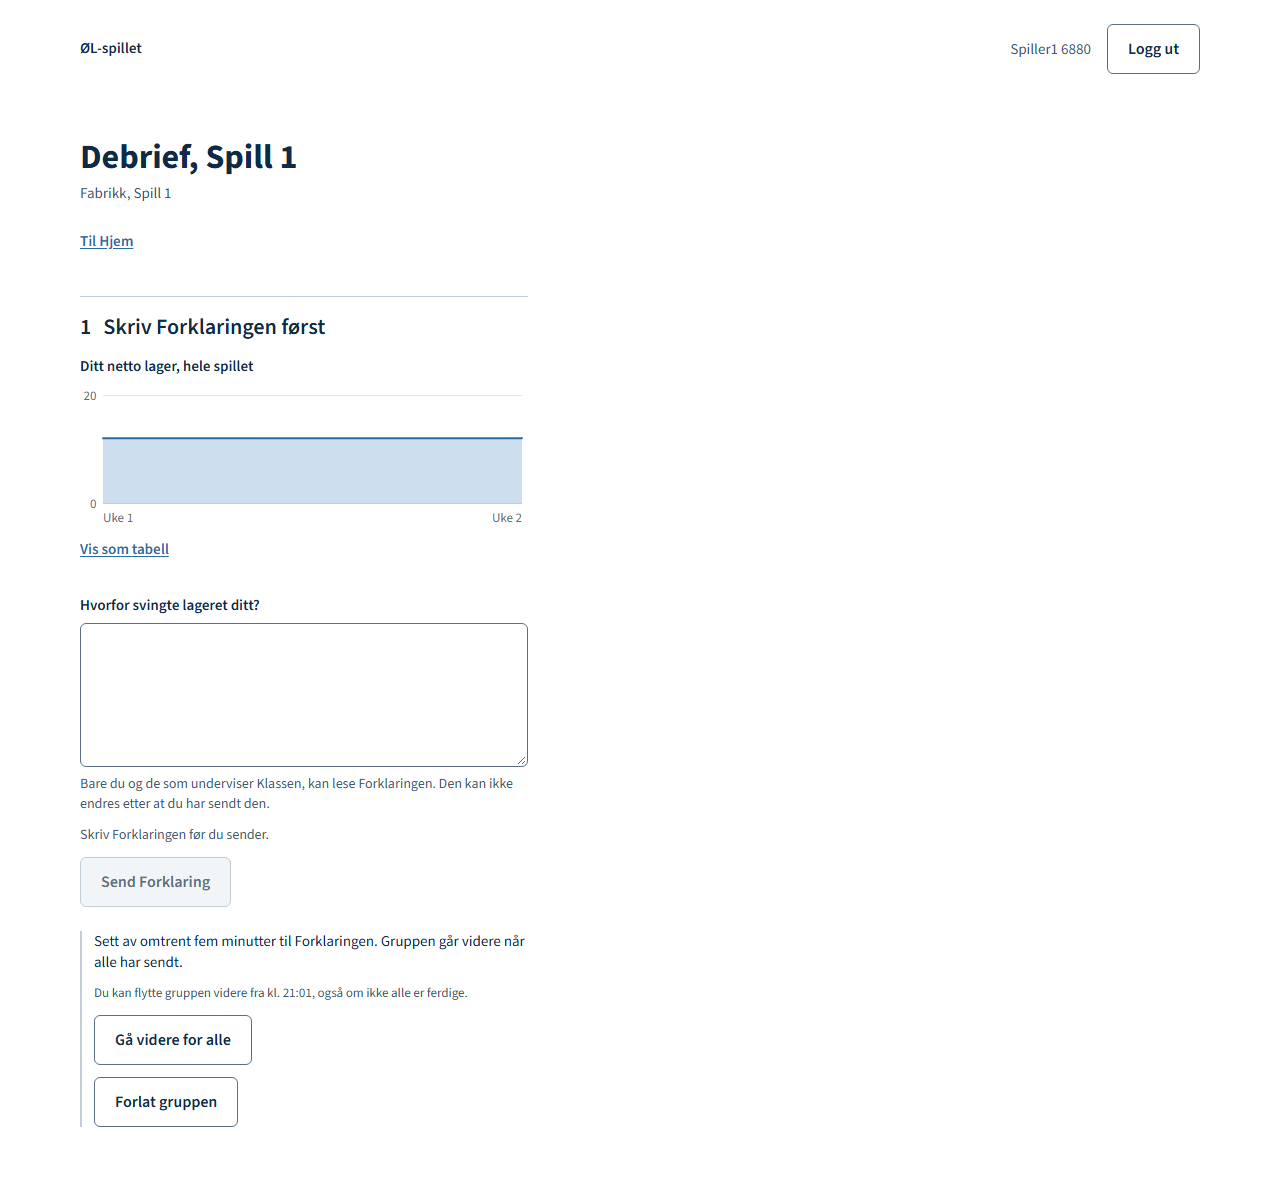 ØL-spillet
Spiller1 6880
Logg ut
Debrief, Spill 1
Fabrikk, Spill 1
Til Hjem
1 Skriv Forklaringen først
Ditt netto lager, hele spillet
20
0
Uke 1
Uke 2
Vis som tabell
Hvorfor svingte lageret ditt?
Bare du og de som underviser Klassen, kan lese Forklaringen. Den kan ikke
endres etter at du har sendt den.
Skriv Forklaringen før du sender.
Send Forklaring
Sett av omtrent fem minutter til Forklaringen. Gruppen går videre når
alle har sendt.
Du kan flytte gruppen videre fra kl. 21:01, også om ikke alle er ferdige.
Gå videre for alle
Forlat gruppen